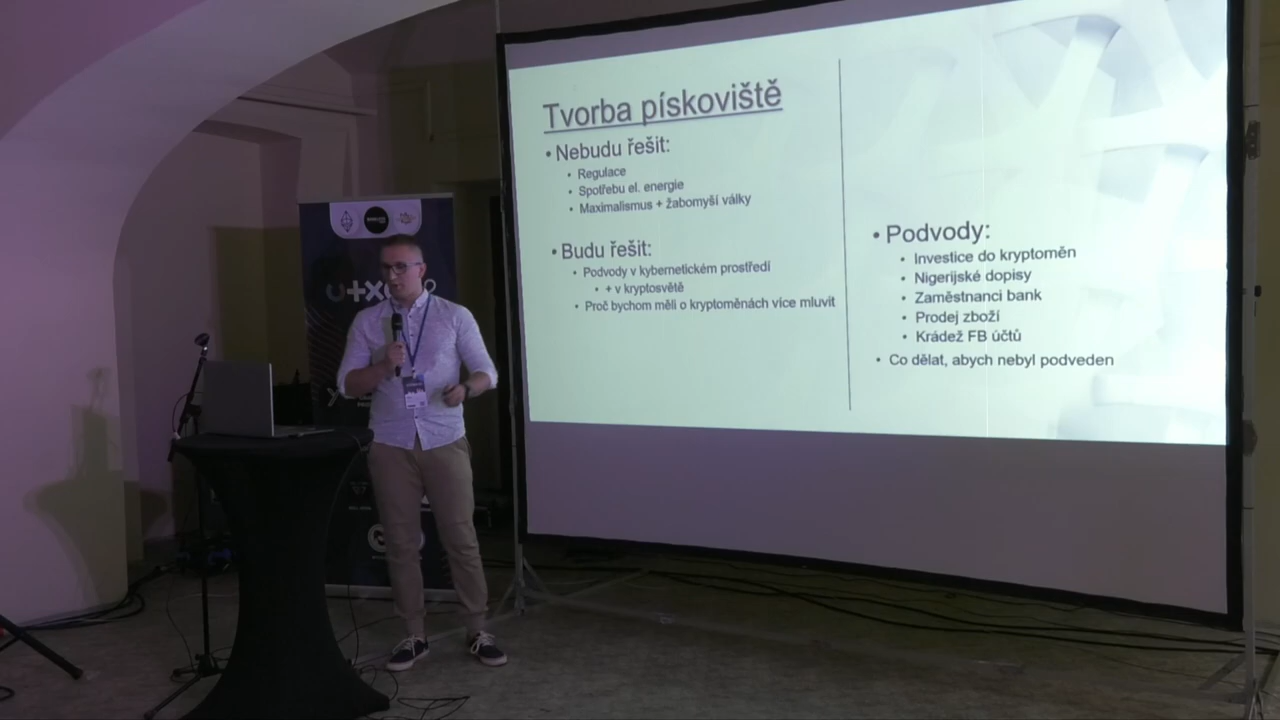 Tvorba pískoviště
• Nebudu řešit:
• Regulace
• Spotřebu el. energie
• Maximalismus + žabomyší války
• Budu řešit:
• Podvody v kybernetickém prostředí
• + v kryptosvětě
• Proč bychom měli o kryptoměnách více mluvit
• Podvody:
• Investice do kryptoměn
• Nigerijské dopisy
• Zaměstnanci bank
• Prodej zboží
• Krádež FB účtů
• Co dělat, abych nebyl podveden